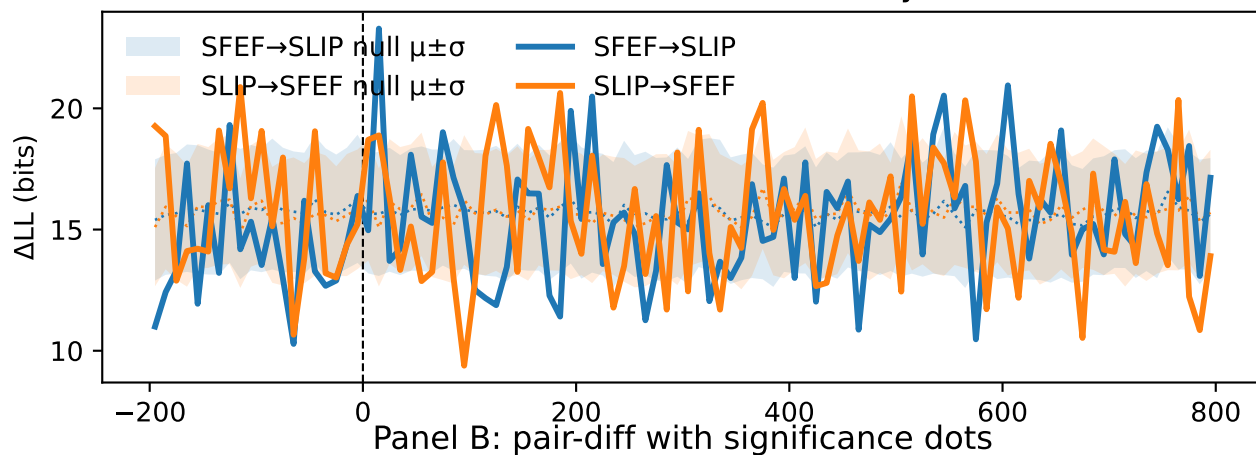 SFEF→SLIP null μ±σ
SLIP→SFEF null μ±σ
SFEF→SLIP
SLIP→SFEF
ΔLL (bits)
20
15
10
−200
0
200
400
600
800
Panel B: pair-diff with significance dots